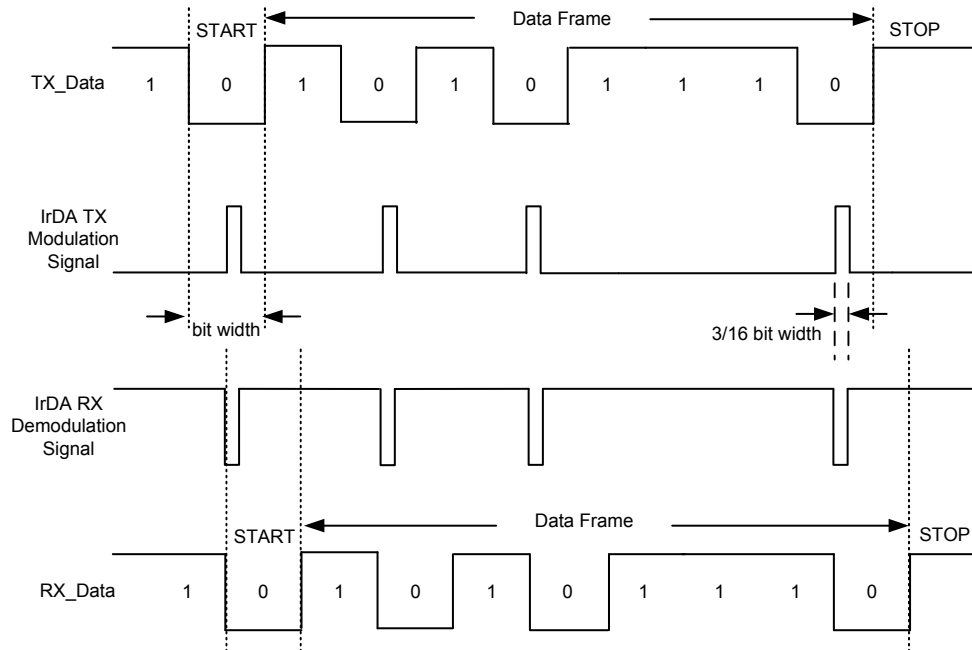 START
Data Frame
STOP
TX_Data
1 0 1 0 1 0 1 1 1 0
IrDA TX
Modulation
Signal
bit width
3/16 bit width
IrDA RX
Demodulation
Signal
START
Data Frame
STOP
RX_Data
1 0 1 0 1 0 1 1 1 0